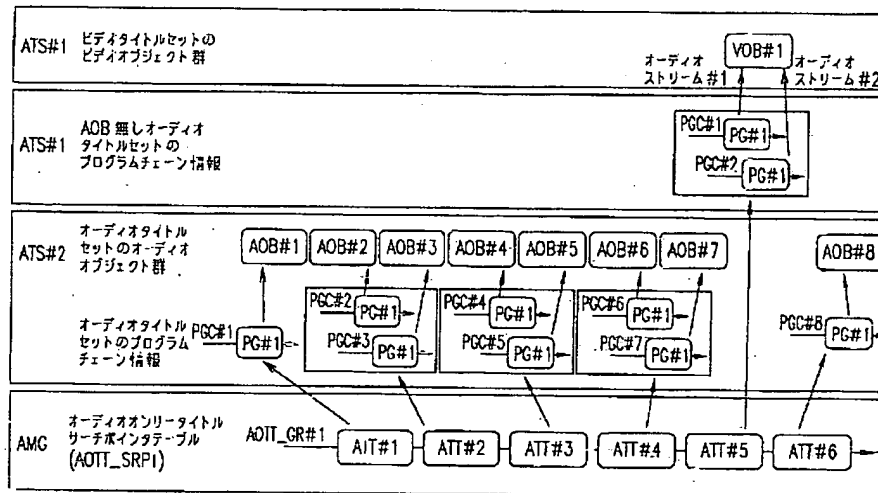 ATS#1
ビデオタイトルセットの
ビデオオブジェクト群
VOB#1
オーディオ
ストリーム#1
オーディオ
ストリーム#2
ATS#1
AOB 無しオーディオ
タイトルセットの
プログラムチェーン情報
PGC#1
PG#1
PGC#2
PG#1
ATS#2
オーディオタイトル
セットのオーディオ
オブジェクト群
AOB#1
AOB#2
AOB#3
AOB#4
AOB#5
AOB#6
AOB#7
AOB#8
オーディオタイトル
セットのプログラム
チェーン情報
PGC#1
PG#1
PGC#2
PG#1
PGC#3
PG#1
PGC#4
PG#1
PGC#5
PG#1
PGC#6
PG#1
PGC#7
PG#1
PGC#8
PG#1
AMG
オーディオオンリータイトル
サーチポインタテーブル
(AOTT_SRPI)
AOTT_GR#1
AIT#1
ATT#2
ATT#3
ATT#4
ATT#5
ATT#6